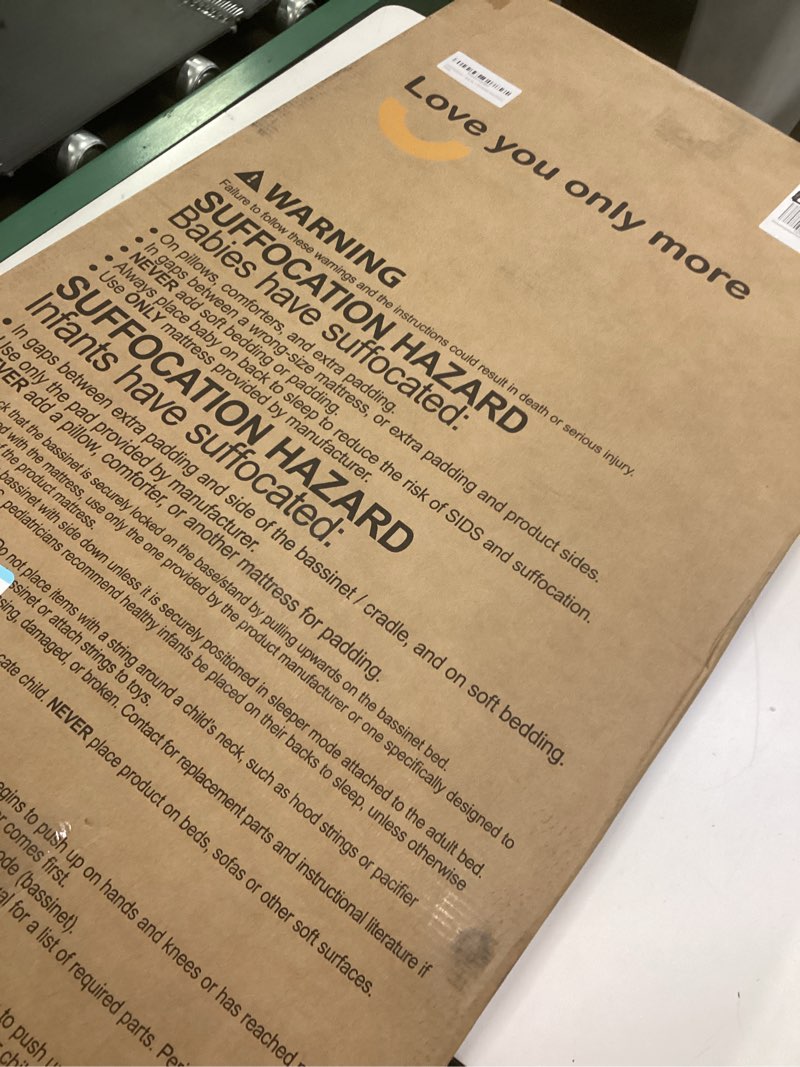 Love you only more
WARNING
Failure to follow these warnings and the instructions could result in death or serious injury.
SUFFOCATION HAZARD
Babies have suffocated:
• On pillows, comforters, and extra padding.
• In gaps between a wrong-size mattress, or extra padding and product sides.
• NEVER add soft bedding or padding.
• Always place baby on back to sleep to reduce the risk of SIDS and suffocation.
• Use ONLY mattress provided by manufacturer.
SUFFOCATION HAZARD
Infants have suffocated:
• In gaps between extra padding and side of the bassinet / cradle, and on soft bedding.
Use only the pad provided by manufacturer.
EVER add a pillow, comforter, or another mattress for padding.
ck that the bassinet is securely locked on the base/stand by pulling upwards on the bassinet bed.
ed with the mattress, use only the one provided by the product manufacturer or one specifically designed to
of the product mattress.
bassinet with side down unless it is securely positioned in sleeper mode attached to the adult bed.
pediatricians recommend healthy infants be placed on their backs to sleep, unless otherwise
Do not place items with a string around a child's neck, such as hood strings or pacifier
ssinet or attach strings to toys.
sing, damaged, or broken. Contact for replacement parts and instructional literature if
cate child. NEVER place product on beds, sofas or other soft surfaces.
egins to push up on hands and knees or has reached
r comes first.
ode (bassinet).
al for a list of required parts.
to push